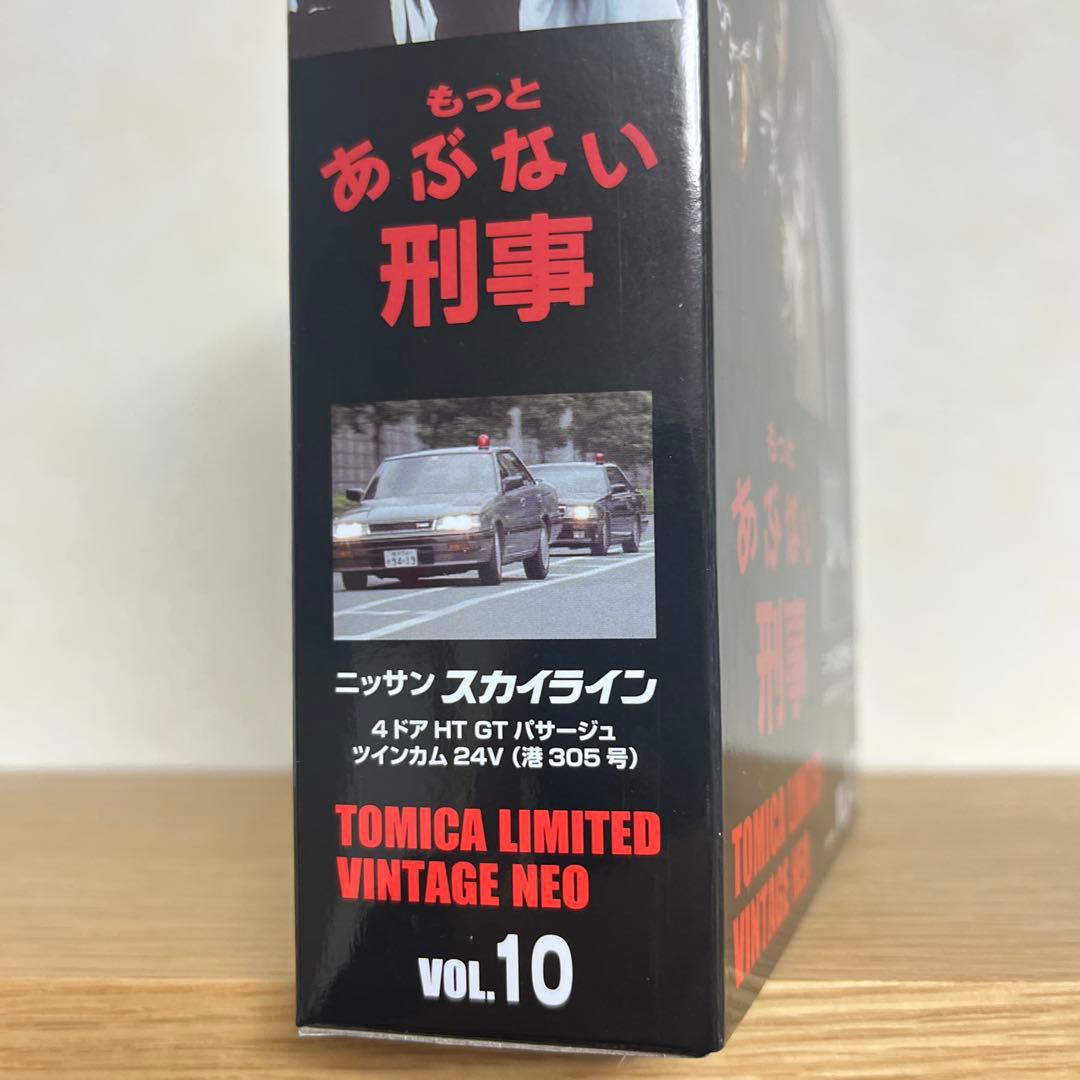 もっと
あぶない
刑事
94-13
ニッサン スカイライン
4ドア HT GT パサージュ
ツインカム 24V (港 305 号)
TOMICA LIMITED
VINTAGE NEO
VOL.10
もっと
あぶない
刑事
TOMICA LIMITED
VINTAGE NEO